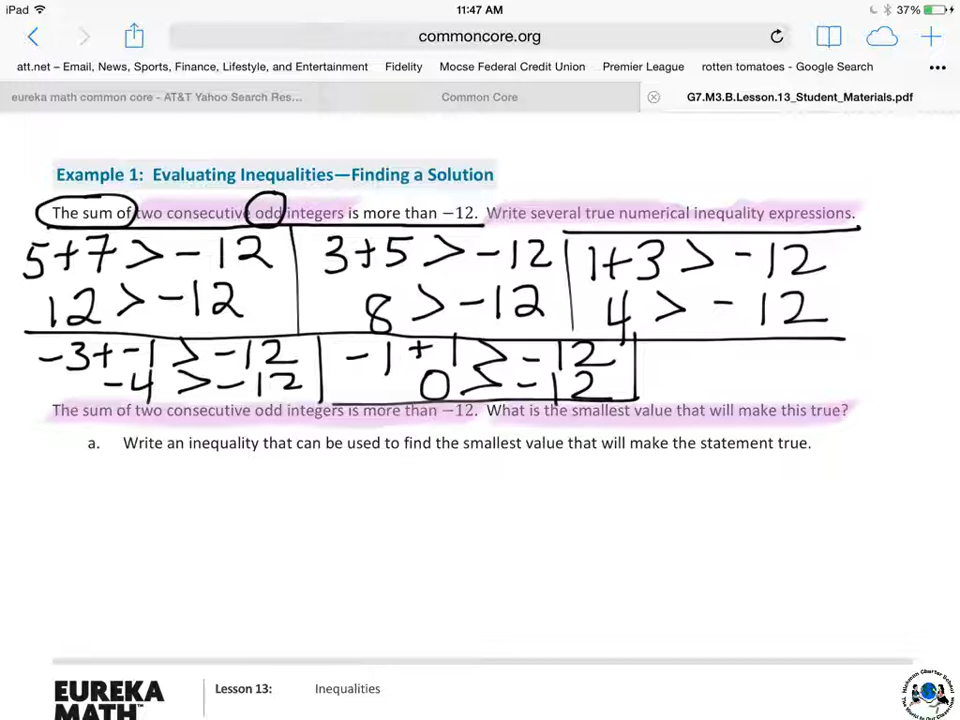 iPad 11:47 AM 37%
commoncore.org
att.net – Email, News, Sports, Finance, Lifestyle, and Entertainment Fidelity Mocse Federal Credit Union Premier League rotten tomatoes - Google Search
eureka math common core - AT&T Yahoo Search Res... Common Core G7.M3.B.Lesson.13_Student_Materials.pdf
Example 1: Evaluating Inequalities—Finding a Solution
The sum of two consecutive odd integers is more than −12. Write several true numerical inequality expressions.
5+7 > -12 3+5 > -12 1+3 > -12
12 > -12 8 > -12 4 > -12
-3+-1 > -12 -1+1 > -12
-4 > -12 0 > -12
The sum of two consecutive odd integers is more than −12. What is the smallest value that will make this true?
a. Write an inequality that can be used to find the smallest value that will make the statement true.
EUREKA Lesson 13: Inequalities
MATH